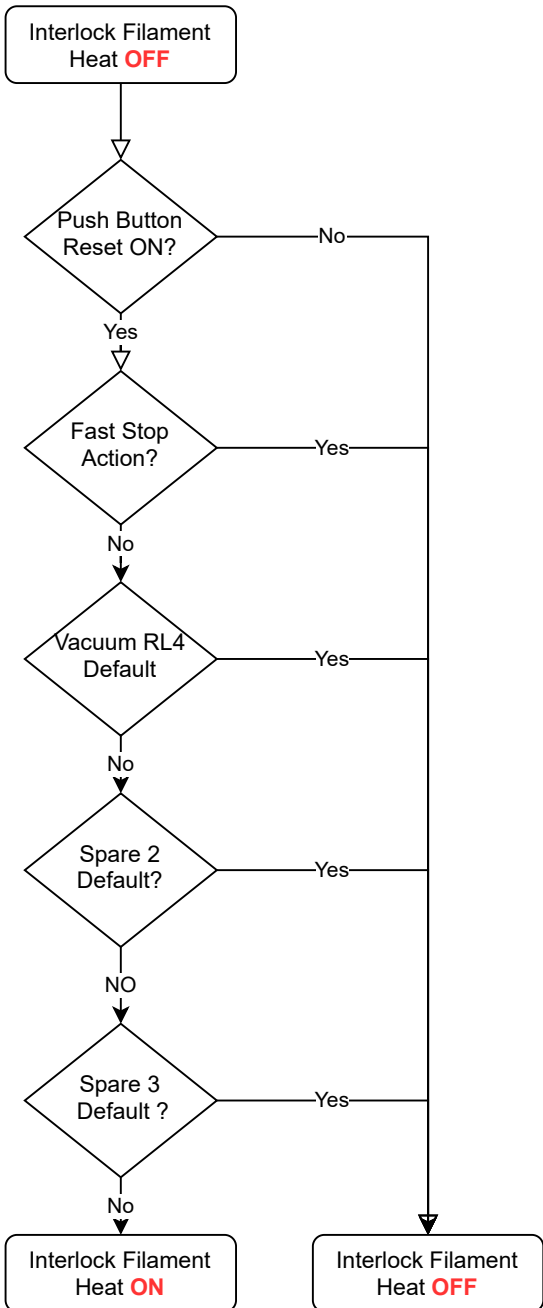 Interlock Filament
Heat OFF
Push Button
Reset ON?
No
Yes
Fast Stop
Action?
Yes
No
Vacuum RL4
Default
Yes
No
Spare 2
Default?
Yes
NO
Spare 3
Default ?
Yes
No
Interlock Filament
Heat ON
Interlock Filament
Heat OFF